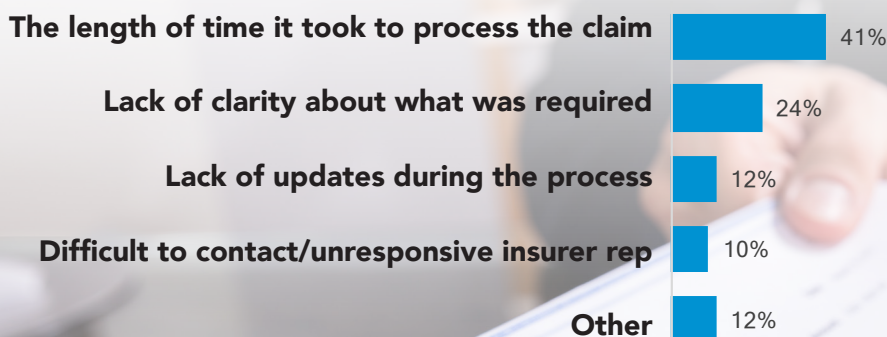 The length of time it took to process the claim 41%
Lack of clarity about what was required 24%
Lack of updates during the process 12%
Difficult to contact/unresponsive insurer rep 10%
Other 12%